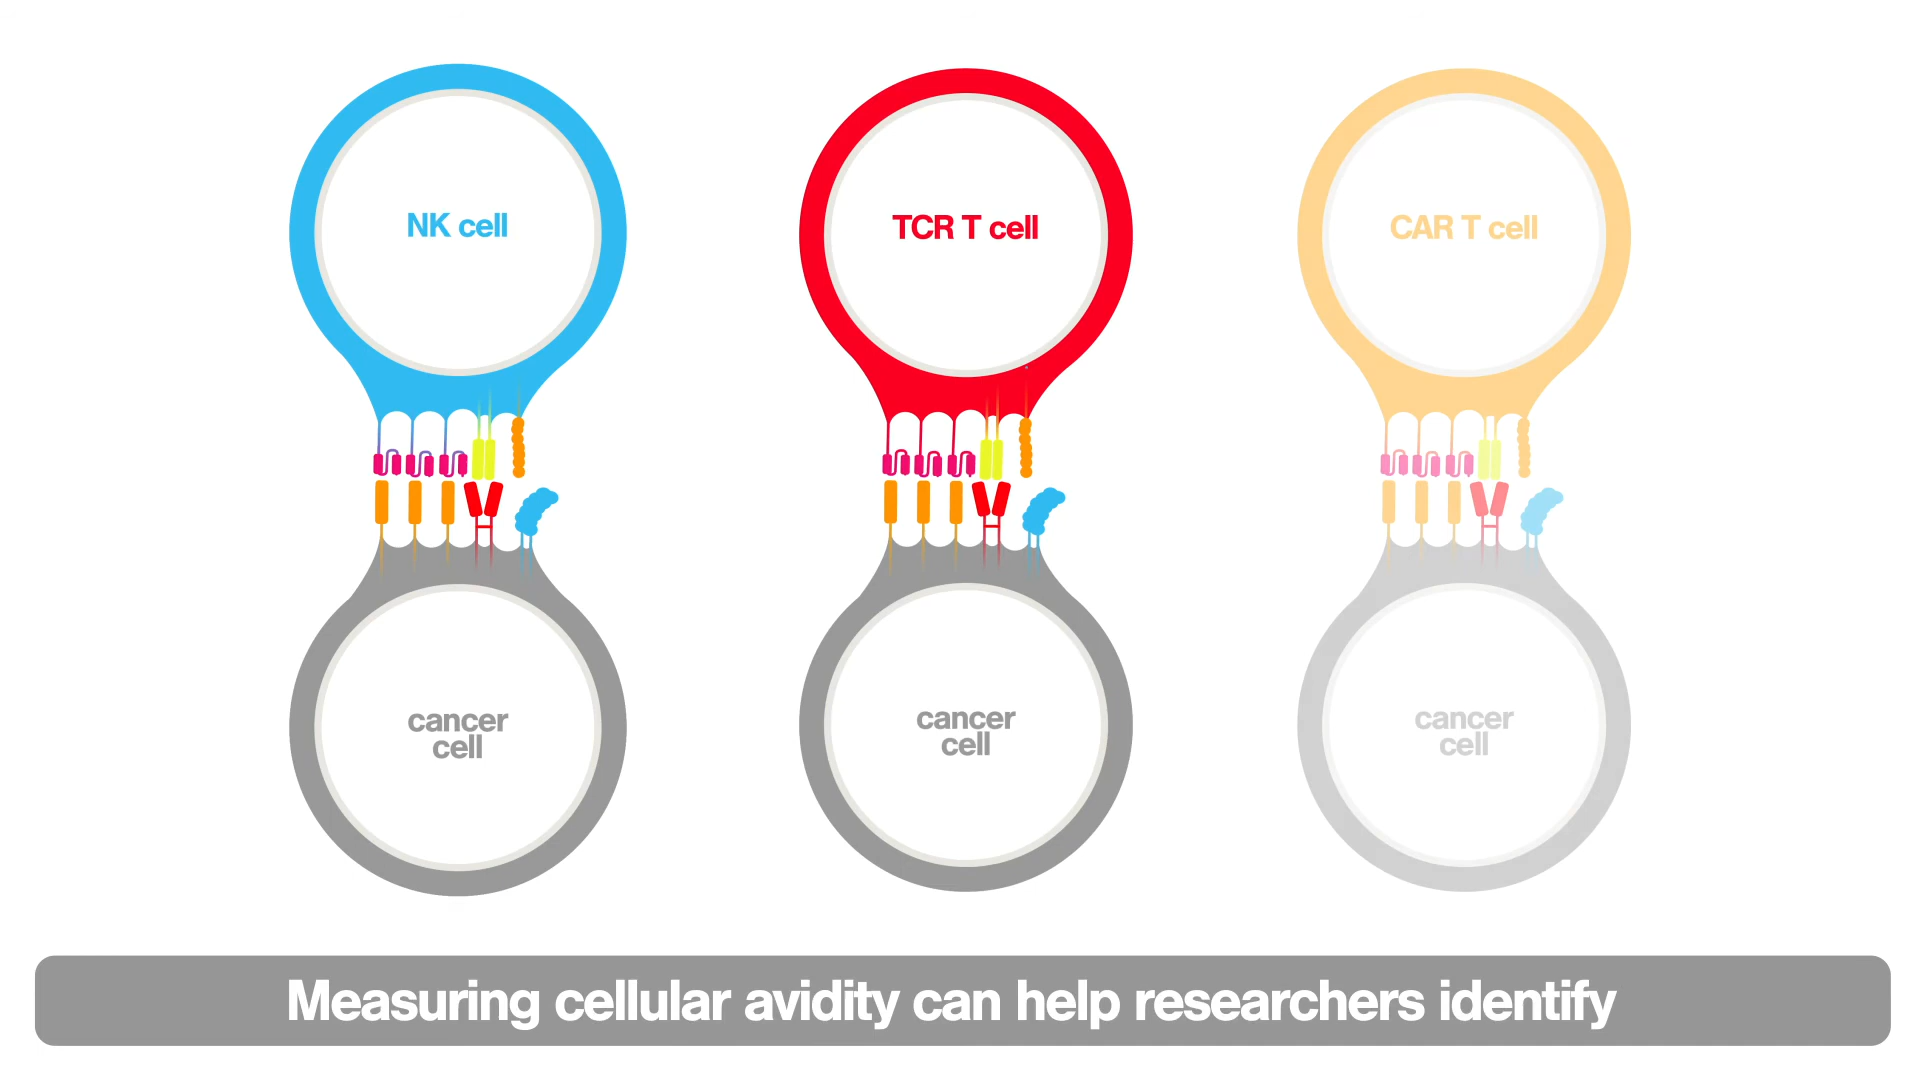 NK cell
TCR T cell
CAR T cell
cancer
cell
cancer
cell
cancer
cell
Measuring cellular avidity can help researchers identify